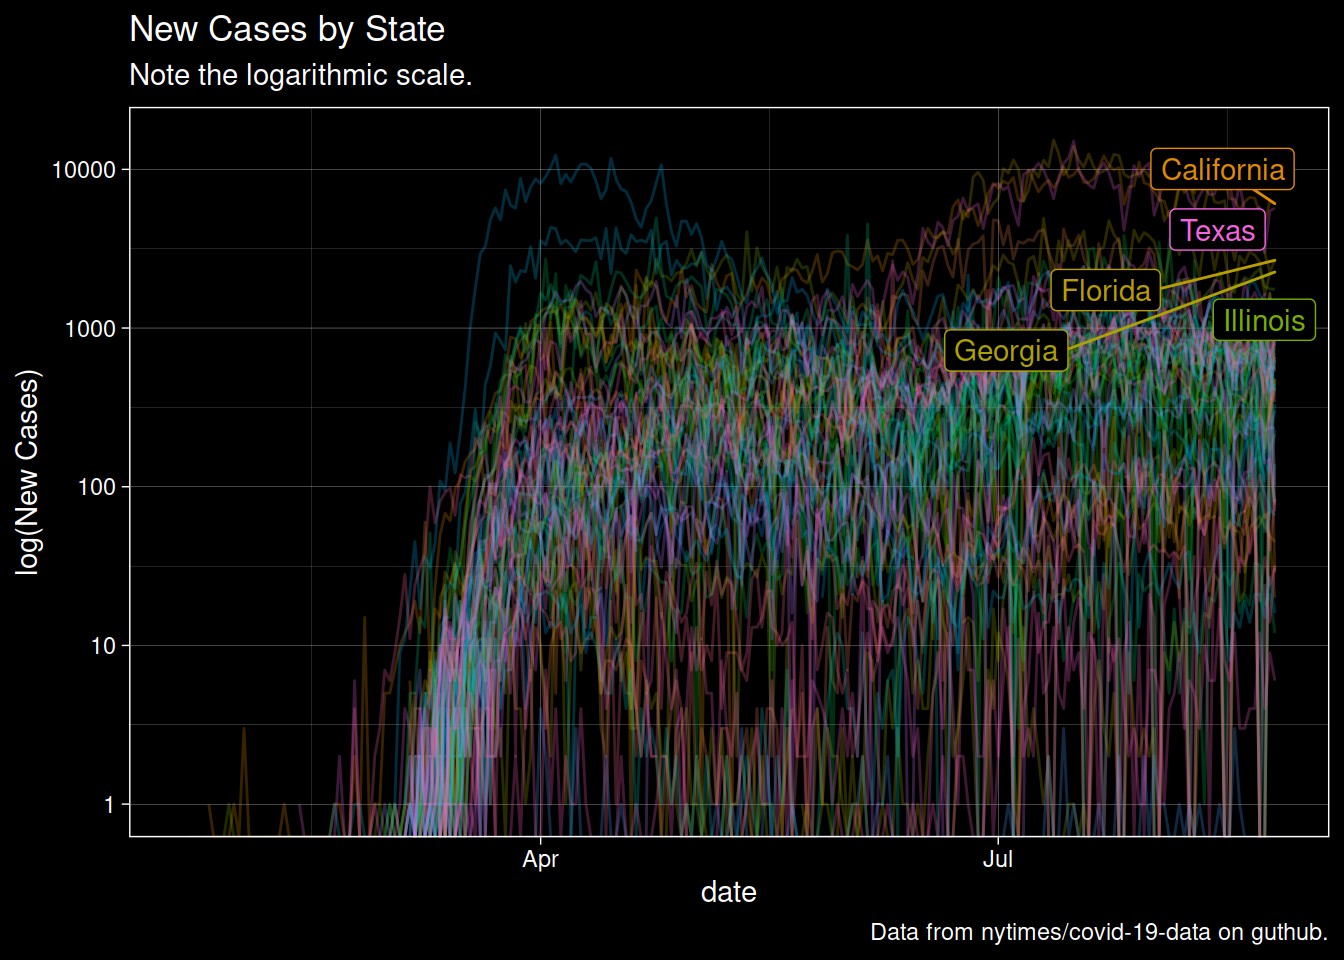 New Cases by State
Note the logarithmic scale.
log(New Cases)
10000
1000
100
10
1
California
Texas
Florida
Illinois
Georgia
Apr
Jul
date
Data from nytimes/covid-19-data on guthub.